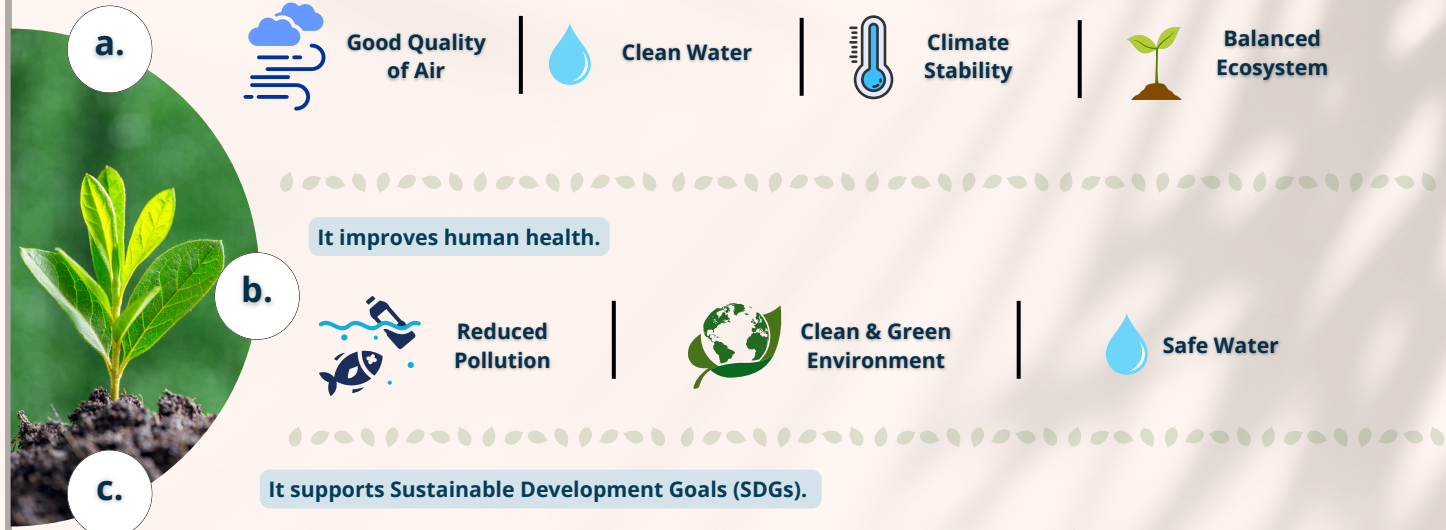 a.
Good Quality
of Air
Clean Water
Climate
Stability
Balanced
Ecosystem
b.
It improves human health.
Reduced
Pollution
Clean & Green
Environment
Safe Water
c.
It supports Sustainable Development Goals (SDGs).